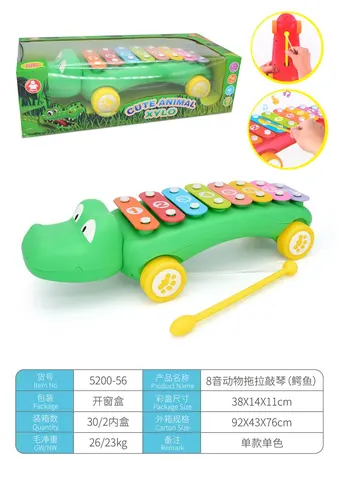 CUTE ANIMAL
XYLO
货号
Item No
5200-56
产品名称
Product Name
8音动物拖拉敲琴(鳄鱼)
包装
Package
开窗盒
彩盒尺寸
Package Size
38X14X11cm
装箱数
Quantity
30/2内盒
外箱规格
Carton Size
92X43X76cm
毛净重
GW/NW
26/23kg
备注
Remark
单款单色